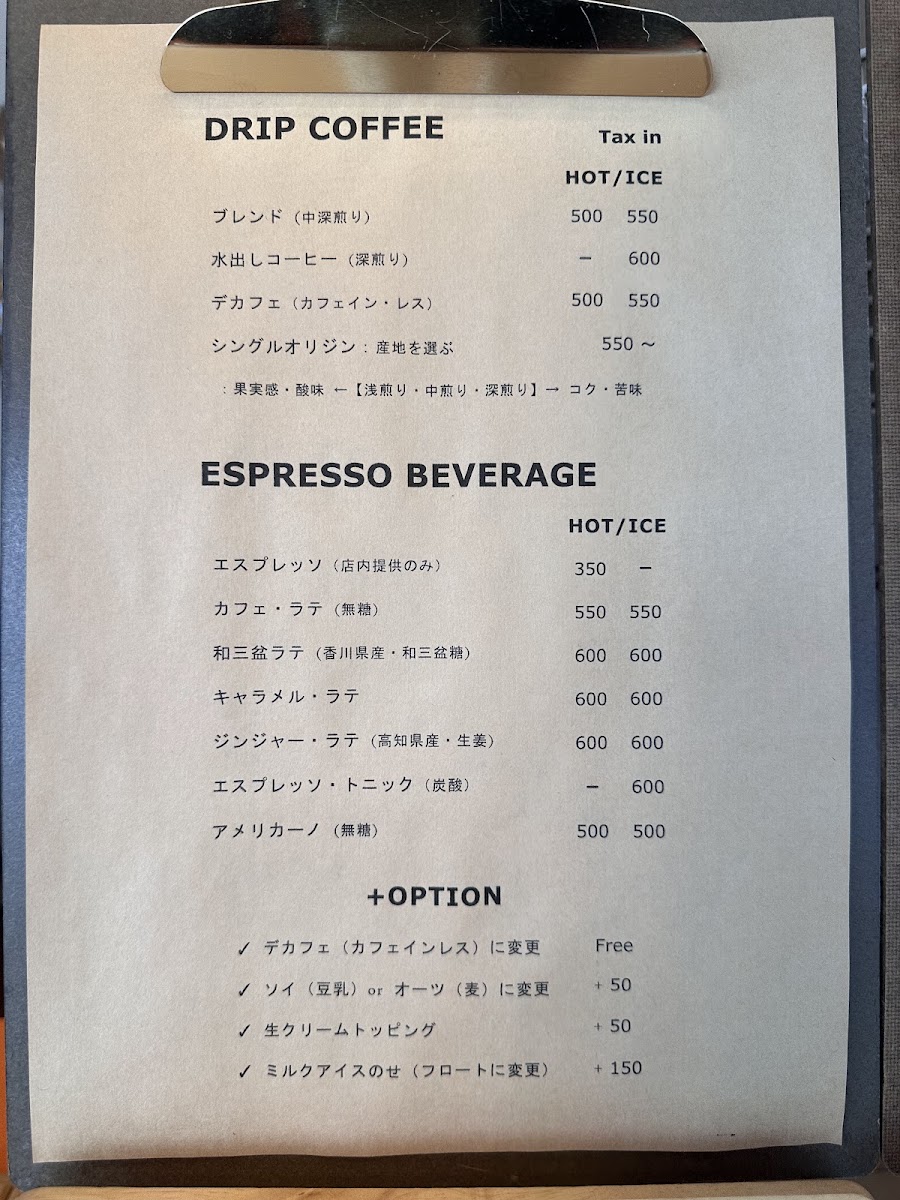 DRIP COFFEE Tax in
HOT/ICE
ブレンド (中深煎り) 500 550
水出しコーヒー (深煎り) － 600
デカフェ (カフェイン・レス) 500 550
シングルオリジン：産地を選ぶ 550 ～
：果実感・酸味 ←【浅煎り・中煎り・深煎り】→ コク・苦味
ESPRESSO BEVERAGE
HOT/ICE
エスプレッソ (店内提供のみ) 350 －
カフェ・ラテ (無糖) 550 550
和三盆ラテ (香川県産・和三盆糖) 600 600
キャラメル・ラテ 600 600
ジンジャー・ラテ (高知県産・生姜) 600 600
エスプレッソ・トニック (炭酸) － 600
アメリカーノ (無糖) 500 500
+OPTION
✓ デカフェ（カフェインレス）に変更 Free
✓ ソイ（豆乳）or オーツ（麦）に変更 + 50
✓ 生クリームトッピング + 50
✓ ミルクアイスのせ（フロートに変更） + 150